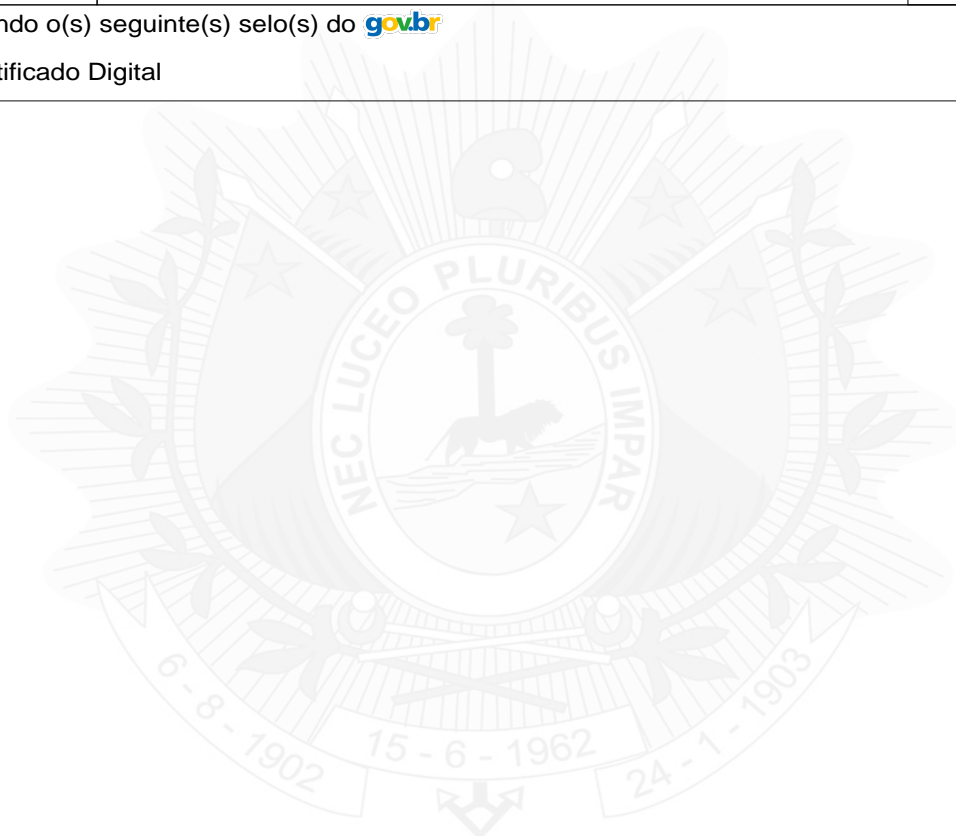 ndo o(s) seguinte(s) selo(s) do gov.br
tificado Digital
NEC LUCEO PLURIBUS IMPAR
6 - 8 - 1902
15 - 6 - 1962
24 - 1 - 1903